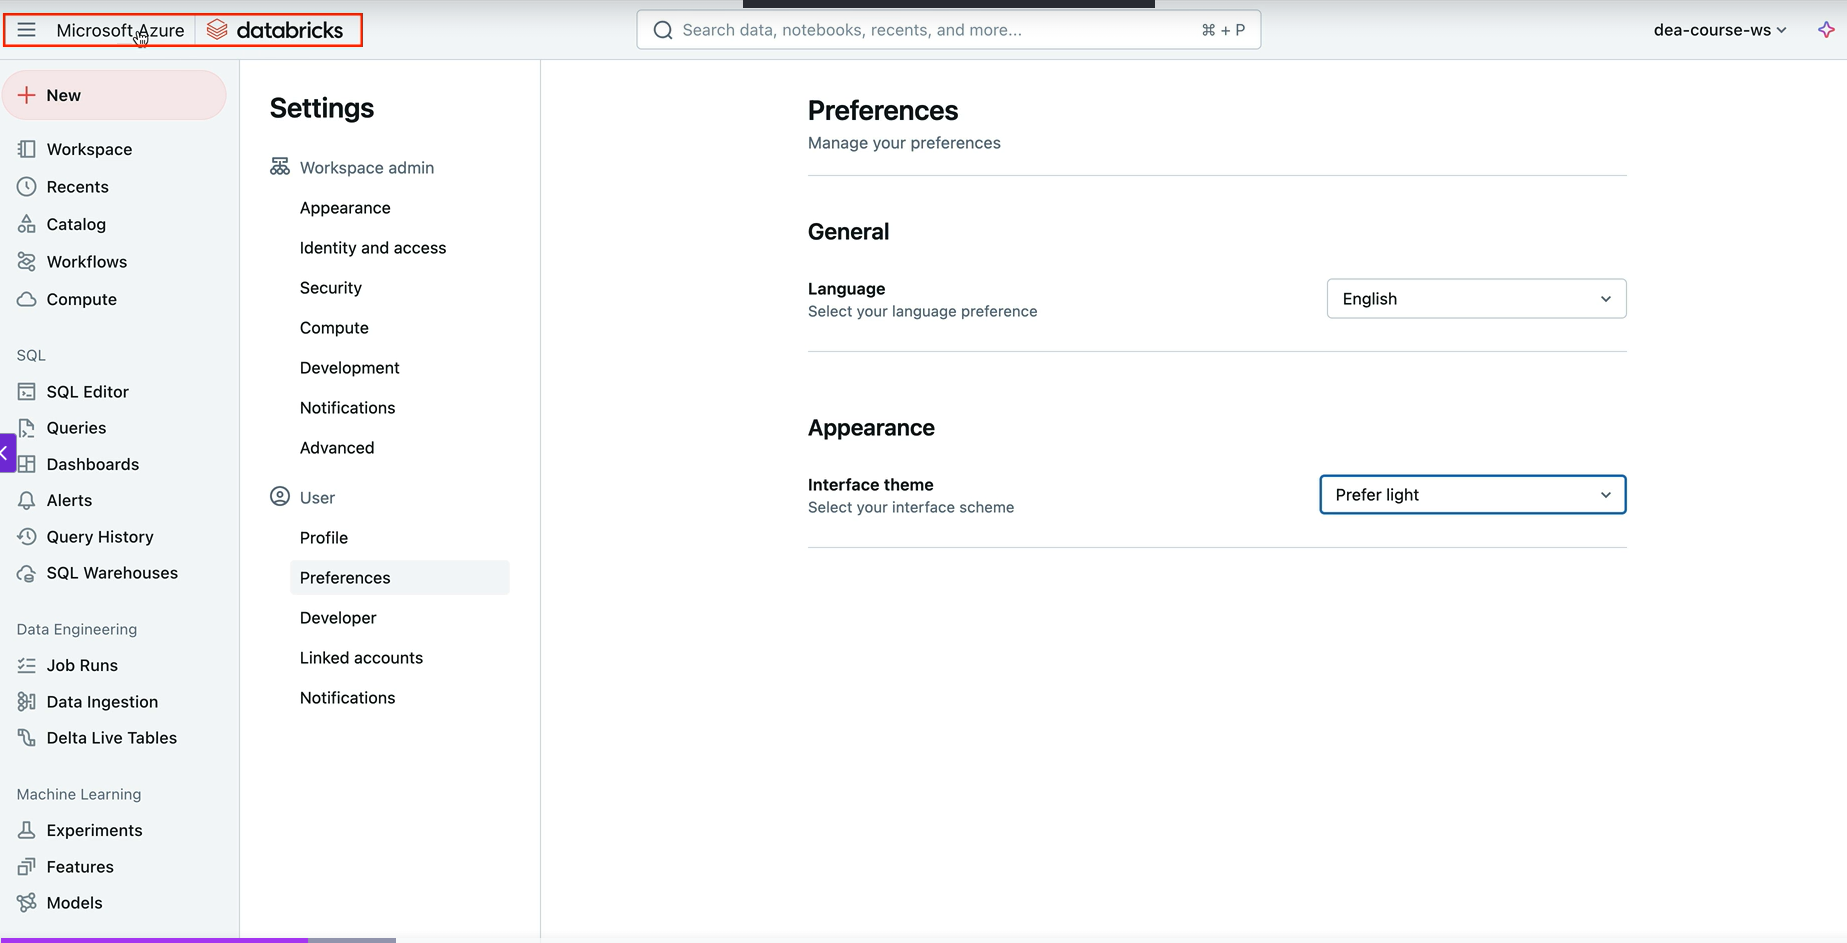 Microsoft Azure databricks
Search data, notebooks, recents, and more... ⌘ + P
dea-course-ws
New
Workspace
Recents
Catalog
Workflows
Compute
SQL
SQL Editor
Queries
Dashboards
Alerts
Query History
SQL Warehouses
Data Engineering
Job Runs
Data Ingestion
Delta Live Tables
Machine Learning
Experiments
Features
Models
Settings
Workspace admin
Appearance
Identity and access
Security
Compute
Development
Notifications
Advanced
User
Profile
Preferences
Developer
Linked accounts
Notifications
Preferences
Manage your preferences
General
Language
Select your language preference
English
Appearance
Interface theme
Select your interface scheme
Prefer light